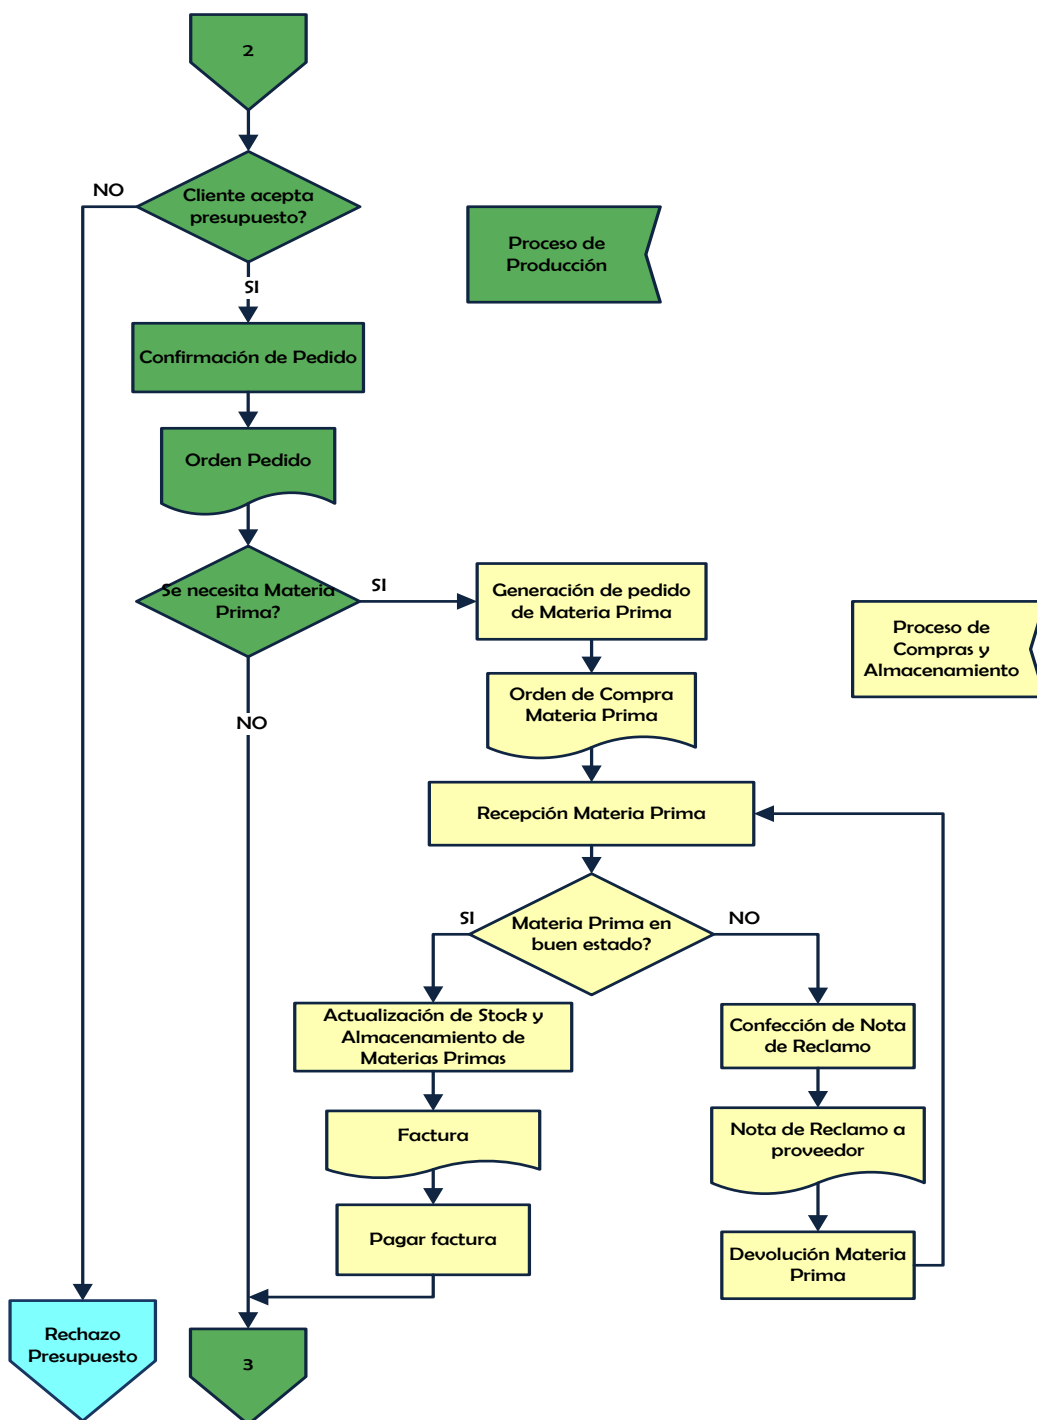 2
NO
Cliente acepta
presupuesto?
SI
Proceso de
Producción
Confirmación de Pedido
Orden Pedido
Se necesita Materia
Prima?
SI
NO
Generación de pedido
de Materia Prima
Proceso de
Compras y
Almacenamiento
Orden de Compra
Materia Prima
Recepción Materia Prima
Materia Prima en
buen estado?
SI
NO
Actualización de Stock y
Almacenamiento de
Materias Primas
Confección de Nota
de Reclamo
Factura
Nota de Reclamo a
proveedor
Pagar factura
Devolución Materia
Prima
Rechazo
Presupuesto
3